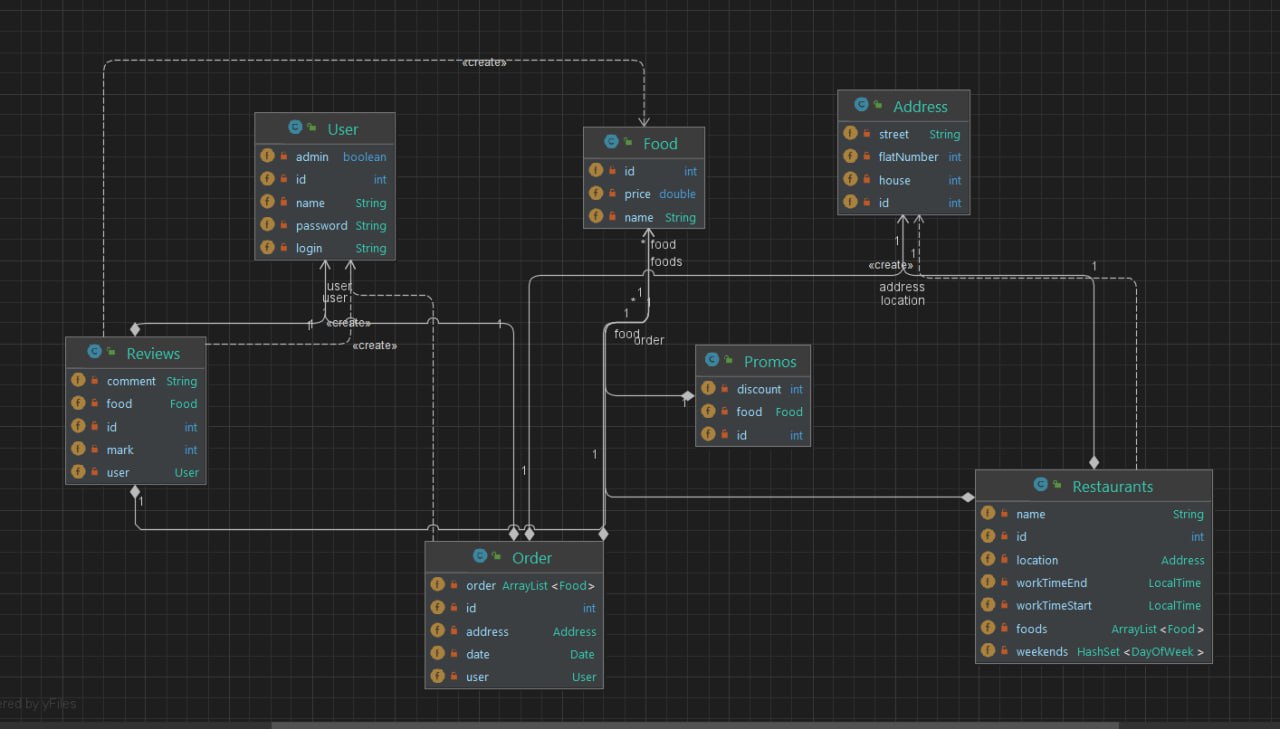 «create»
User
admin boolean
id int
name String
password String
login String
Food
id int
price double
name String
Address
street String
flatNumber int
house int
id int
* food
foods
1
1
«create»
1
address
location
user
user
1
«create»
1
«create»
* 1
1
1
food
order
Reviews
comment String
food Food
id int
mark int
user User
1
Promos
discount int
food Food
id int
1
1
1
Order
order ArrayList <Food>
id int
address Address
date Date
user User
Restaurants
name String
id int
location Address
workTimeEnd LocalTime
workTimeStart LocalTime
foods ArrayList <Food >
weekends HashSet <DayOfWeek >
ered by yFiles